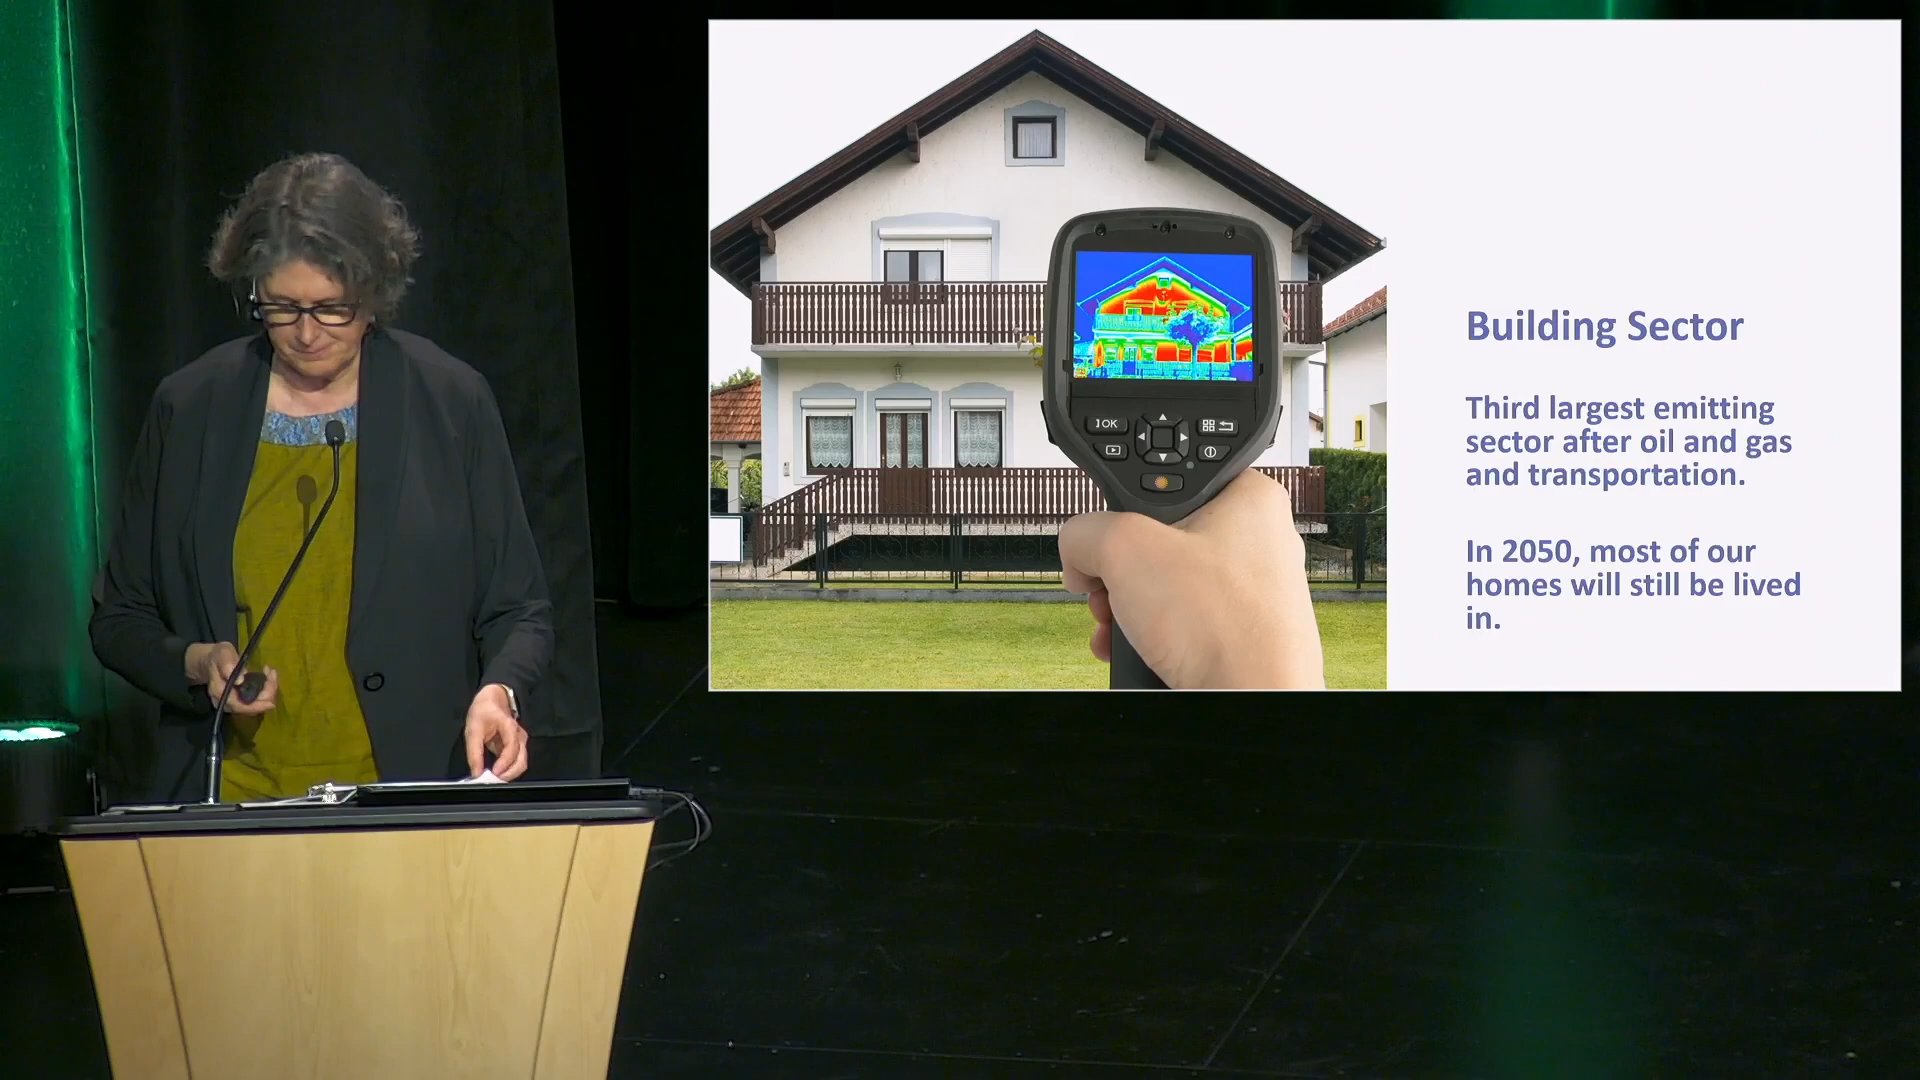 Building Sector
Third largest emitting
sector after oil and gas
and transportation.
In 2050, most of our
homes will still be lived
in.
OK